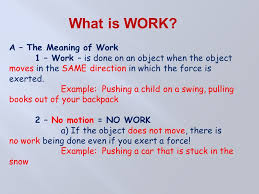 What is WORK?
A – The Meaning of Work
1 – Work – is done on an object when the object
moves in the SAME direction in which the force is
exerted.
Example: Pushing a child on a swing, pulling
books out of your backpack
2 – No motion = NO WORK
a) If the object does not move, there is
no work being done even if you exert a force!
Example: Pushing a car that is stuck in the
snow